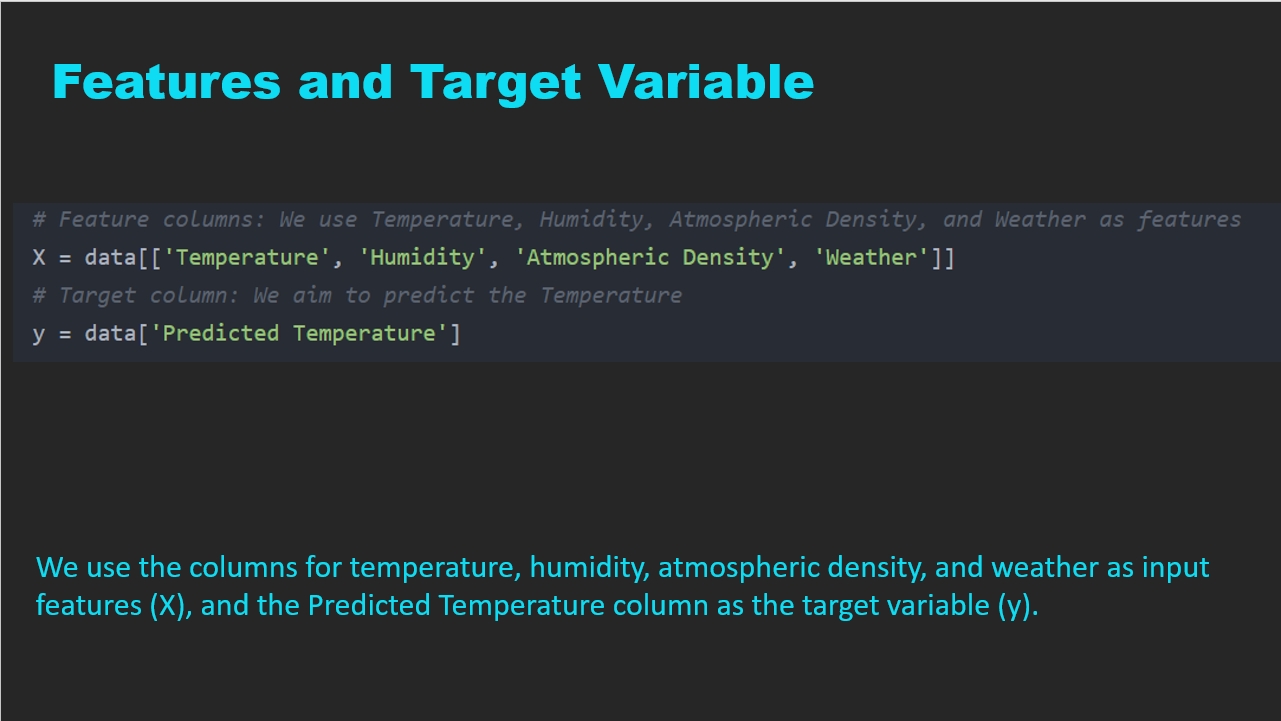 Features and Target Variable
# Feature columns: We use Temperature, Humidity, Atmospheric Density, and Weather as features
X = data[['Temperature', 'Humidity', 'Atmospheric Density', 'Weather']]
# Target column: We aim to predict the Temperature
y = data['Predicted Temperature']
We use the columns for temperature, humidity, atmospheric density, and weather as input
features (X), and the Predicted Temperature column as the target variable (y).